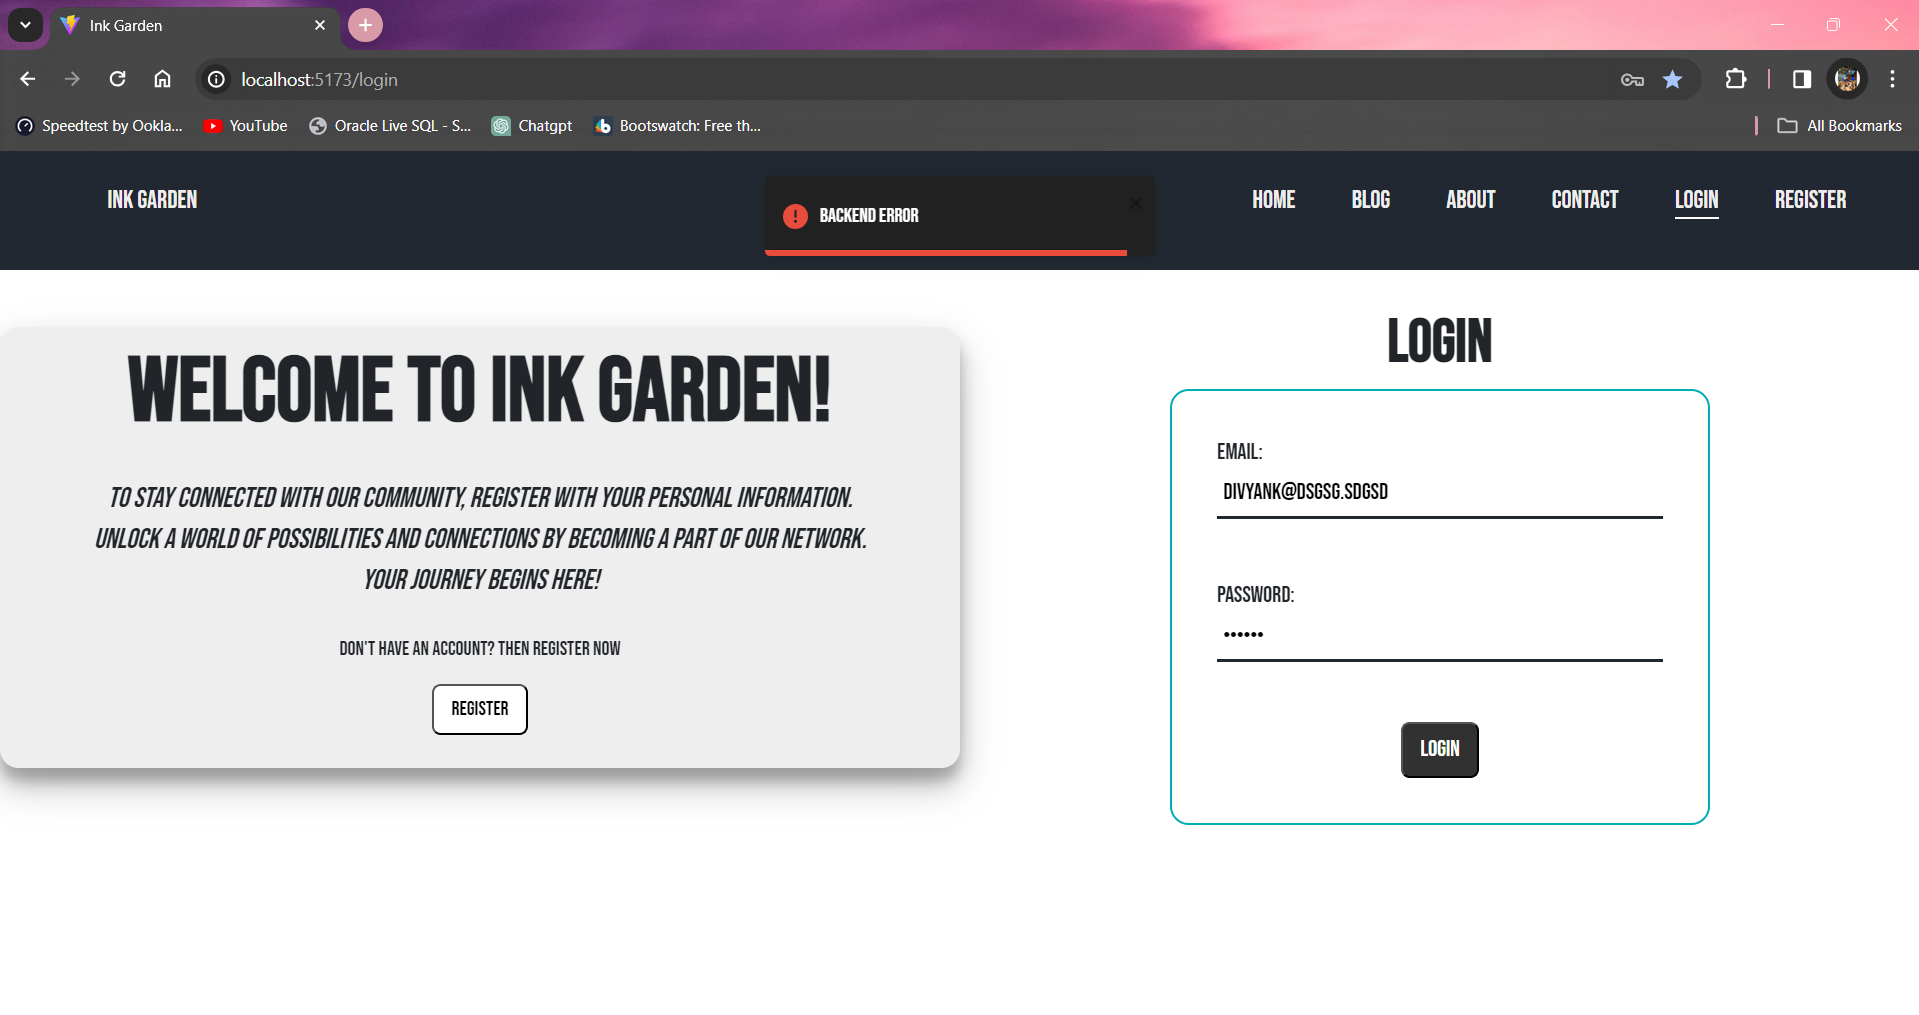 Ink Garden
localhost:5173/login
Speedtest by Ookla...
YouTube
Oracle Live SQL - S...
Chatgpt
Bootswatch: Free th...
All Bookmarks
INK GARDEN
BACKEND ERROR
HOME
BLOG
ABOUT
CONTACT
LOGIN
REGISTER
WELCOME TO INK GARDEN!
TO STAY CONNECTED WITH OUR COMMUNITY, REGISTER WITH YOUR PERSONAL INFORMATION.
UNLOCK A WORLD OF POSSIBILITIES AND CONNECTIONS BY BECOMING A PART OF OUR NETWORK.
YOUR JOURNEY BEGINS HERE!
DON'T HAVE AN ACCOUNT? THEN REGISTER NOW
REGISTER
LOGIN
EMAIL:
DIVYANK@DSGSG.SDGSD
PASSWORD:
••••••
LOGIN